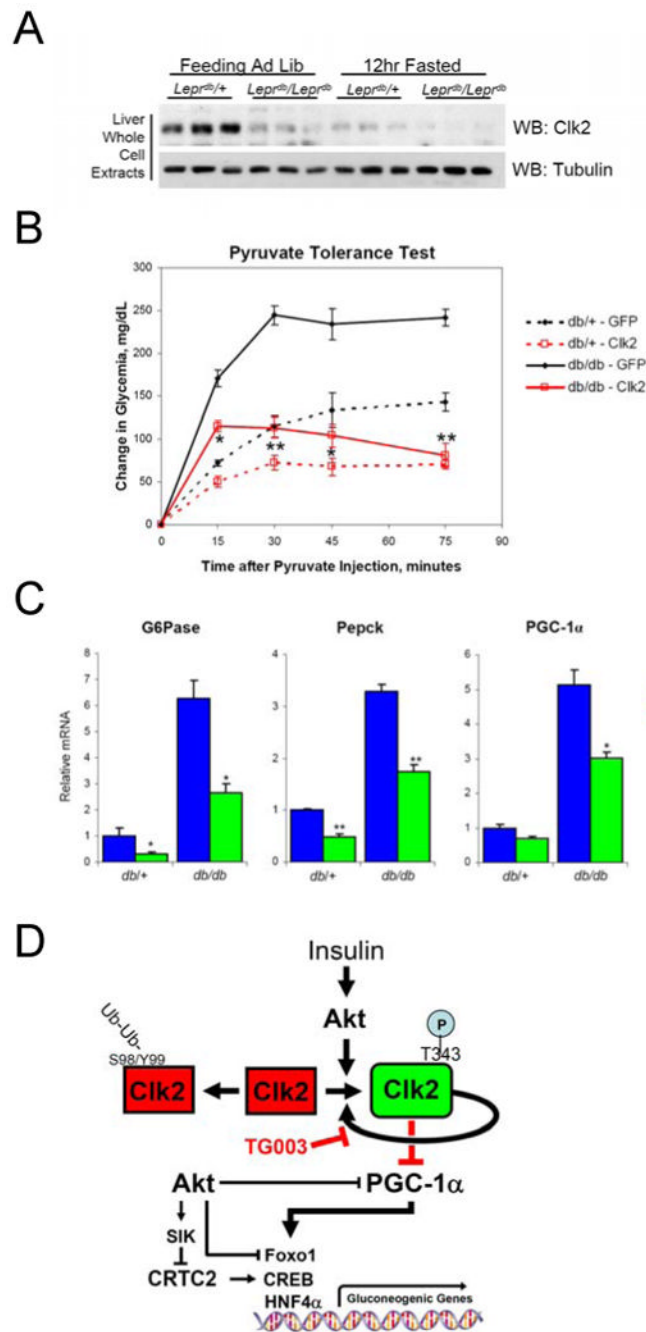 A
Feeding Ad Lib 12hr Fasted
Lepr^db/+ Lepr^db/Lepr^db Lepr^db/+ Lepr^db/Lepr^db
Liver
Whole
Cell
Extracts
WB: Clk2
WB: Tubulin
B
Pyruvate Tolerance Test
Change in Glycemia, mg/dL
300
250
200
150
100
50
0
* ** * **
0 15 30 45 60 75 90
Time after Pyruvate Injection, minutes
db/+ - GFP
db/+ - Clk2
db/db - GFP
db/db - Clk2
C
G6Pase
Relative mRNA
8
7
6
5
4
3
2
1
0
* *
db/+ db/db
Pepck
4
3
2
1
0
** **
db/+ db/db
PGC-1α
6
5
4
3
2
1
0
*
db/+ db/db
D
Insulin
Akt
Ub-Ub-
S98/Y99
P
T343
Clk2 Clk2 Clk2
TG003
Akt PGC-1α
SIK
Foxo1
CRTC2 CREB
HNF4α Gluconeogenic Genes